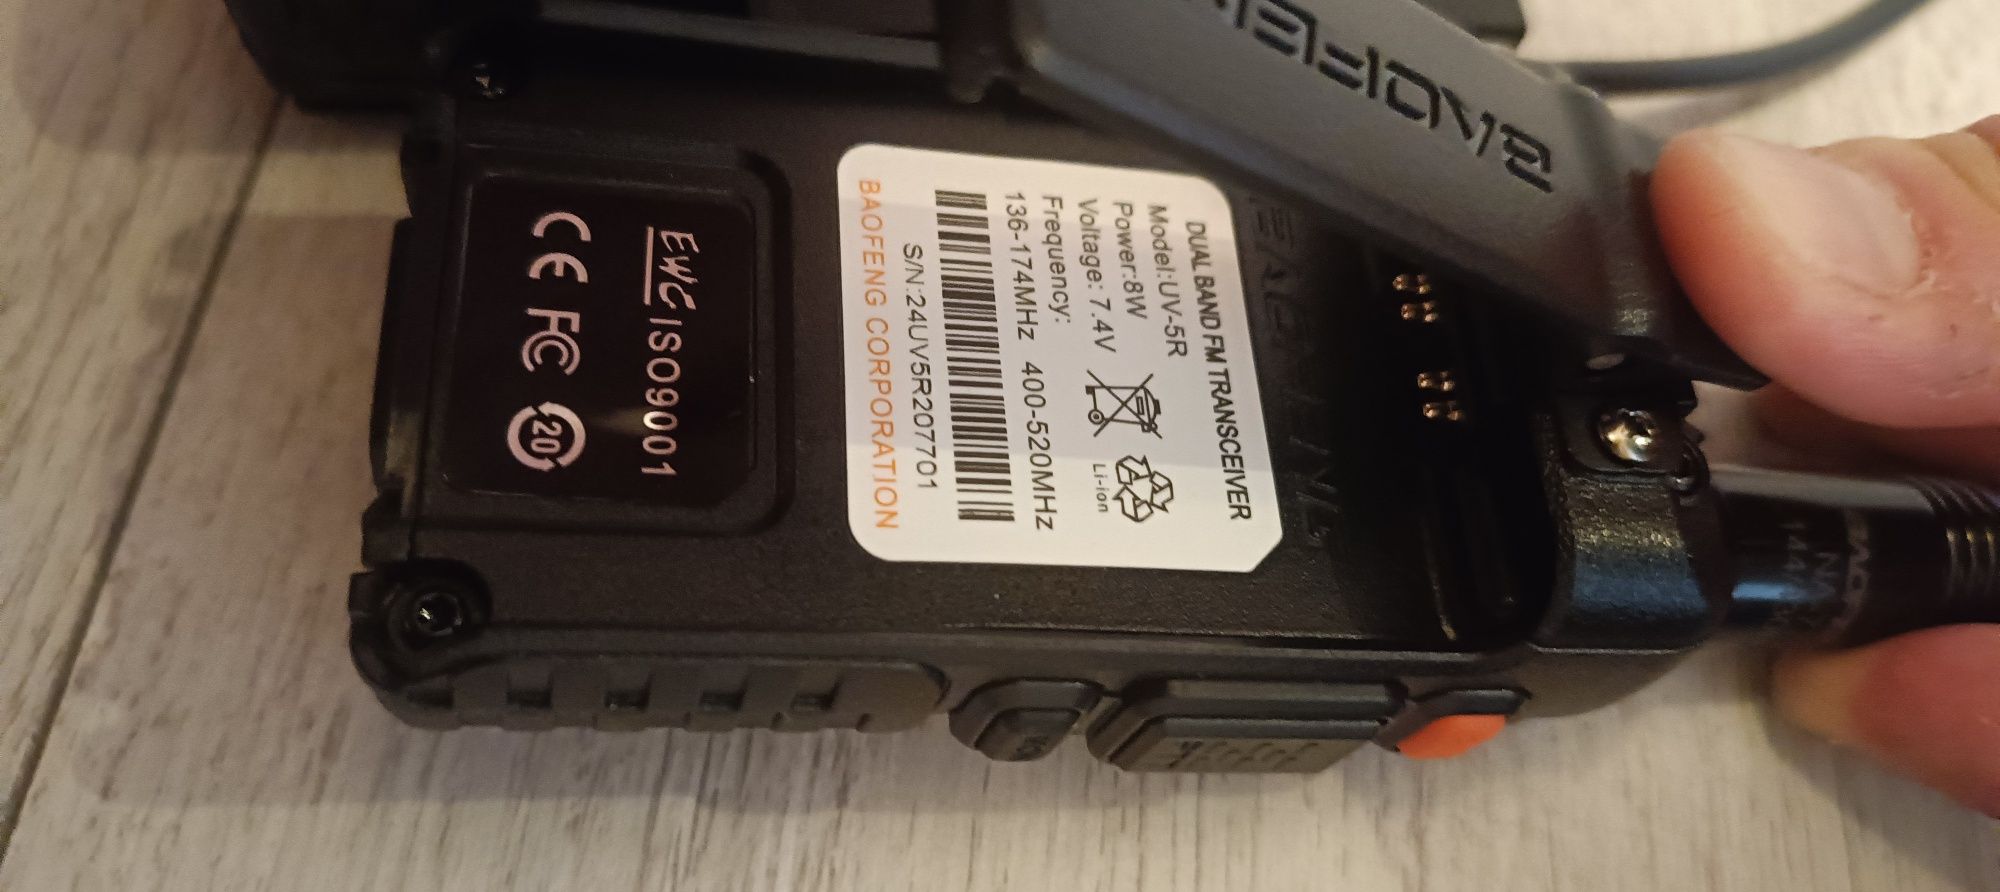 BAOFENG
DUAL BAND FM TRANSCEIVER
Model:UV-5R
Power:8W
Voltage: 7.4V
Li-ion
Frequency:
136-174MHz 400-520MHz
S/N:24UV5R207701
BAOFENG CORPORATION
EWC ISO9001
CE FC 20